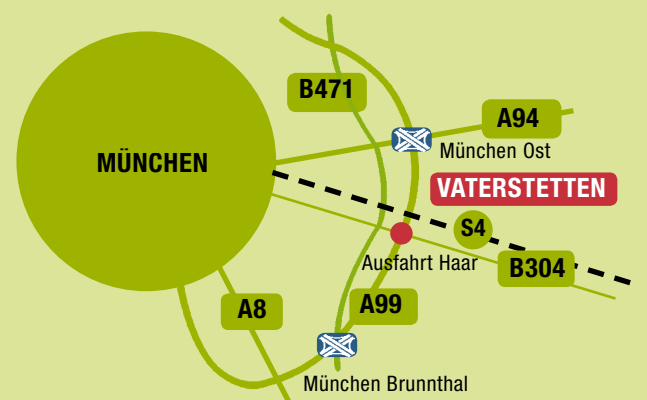 B471
A94
München Ost
MÜNCHEN
VATERSTETTEN
S4
Ausfahrt Haar
B304
A8
A99
München Brunnthal